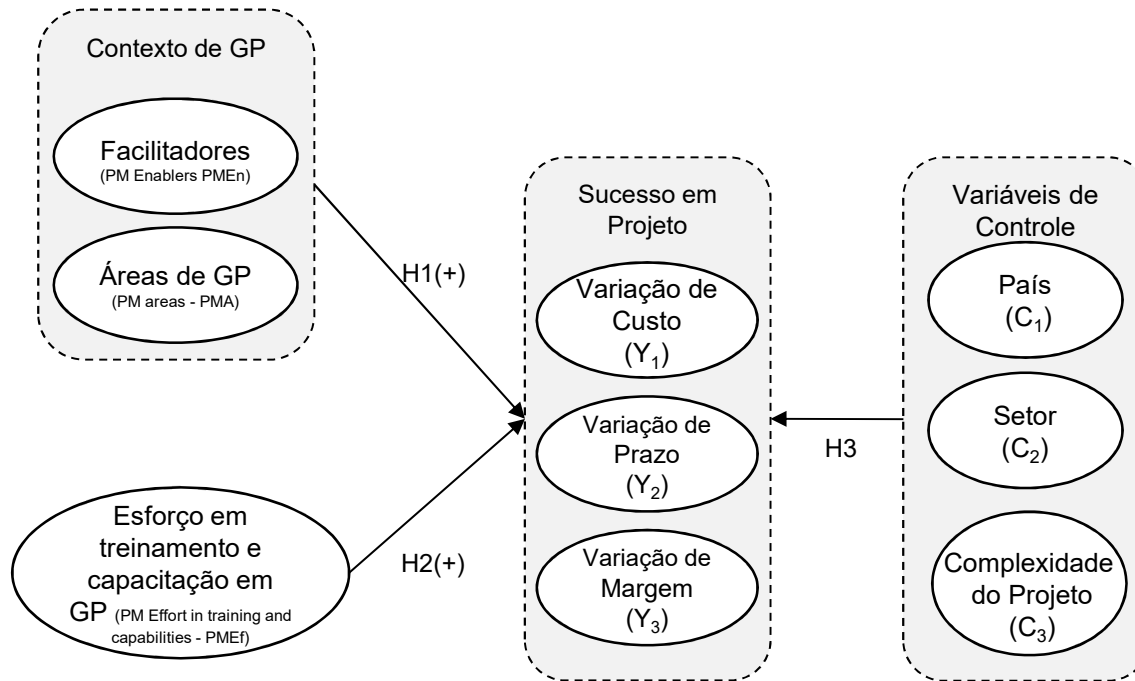 Contexto de GP
Facilitadores
(PM Enablers PMEn)
Áreas de GP
(PM areas - PMA)
H1(+)
Esforço em
treinamento e
capacitação em
GP (PM Effort in training and
capabilities - PMEf)
H2(+)
Sucesso em
Projeto
Variação de
Custo
(Y₁)
Variação de
Prazo
(Y₂)
Variação de
Margem
(Y₃)
H3
Variáveis de
Controle
País
(C₁)
Setor
(C₂)
Complexidade
do Projeto
(C₃)